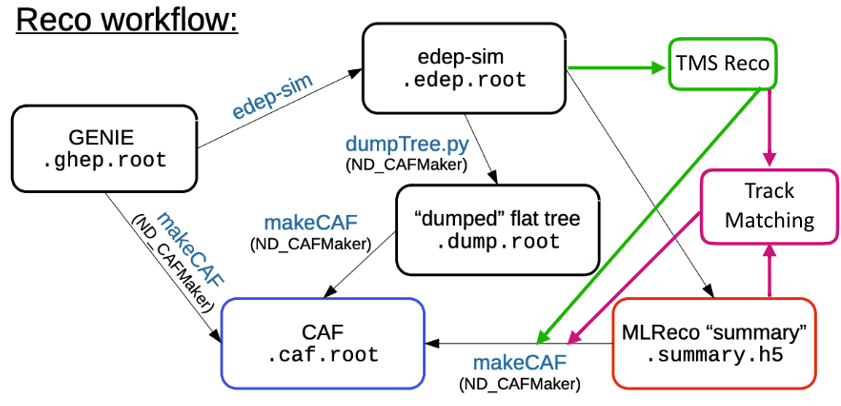 Reco workflow:
edep-sim
.edep.root
TMS Reco
edep-sim
GENIE
.ghep.root
dumpTree.py
(ND_CAFMaker)
Track
Matching
"dumped" flat tree
.dump.root
makeCAF
(ND_CAFMaker)
makeCAF
(ND_CAFMaker)
CAF
.caf.root
MLReco "summary"
.summary.h5
makeCAF
(ND_CAFMaker)